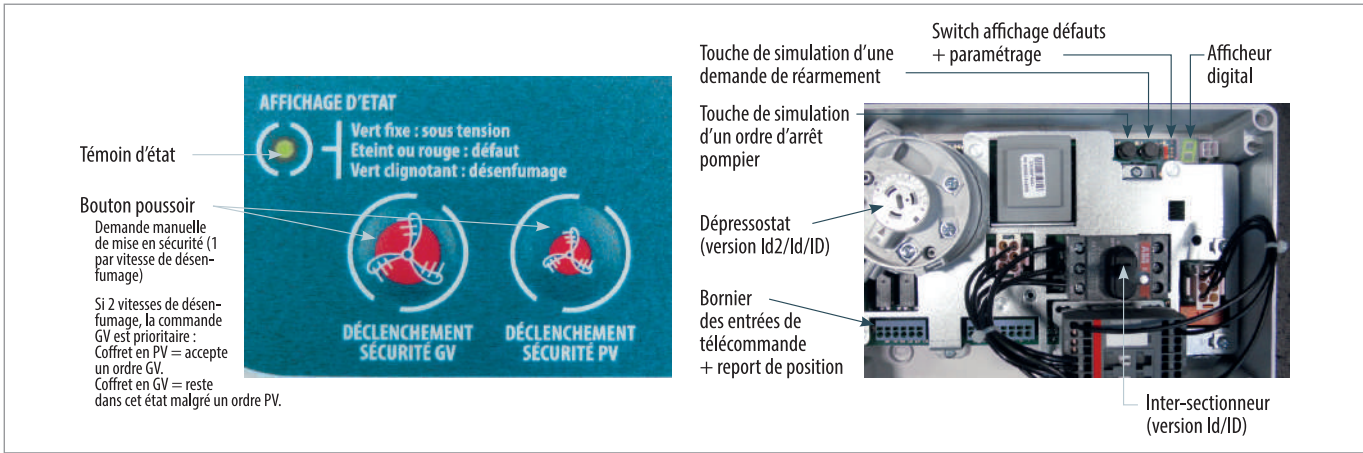 Témoin d'état
Bouton poussoir
Demande manuelle
de mise en sécurité (1
par vitesse de désen-
fumage)
Si 2 vitesses de désen-
fumage, la commande
GV est prioritaire :
Coffret en PV = accepte
un ordre GV.
Coffret en GV = reste
dans cet état malgré un ordre PV.
AFFICHAGE D'ETAT
Vert fixe : sous tension
Eteint ou rouge : défaut
Vert clignotant : désenfumage
DÉCLENCHEMENT
SÉCURITÉ GV
DÉCLENCHEMENT
SÉCURITÉ PV
Touche de simulation d'une
demande de réarmement
Switch affichage défauts
+ paramétrage
Afficheur
digital
Touche de simulation
d'un ordre d'arrêt
pompier
Dépressostat
(version Id2/Id/ID)
Bornier
des entrées de
télécommande
+ report de position
Inter-sectionneur
(version Id/ID)